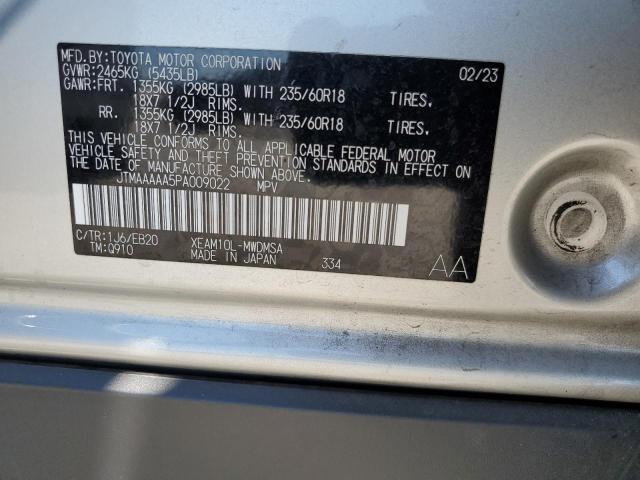 MFD.BY:TOYOTA MOTOR CORPORATION 02/23
GVWR:2465KG (5435LB)
GAWR:FRT. 1355KG (2985LB) WITH 235/60R18 TIRES.
18X7 1/2J RIMS.
RR. 1355KG (2985LB) WITH 235/60R18 TIRES.
18X7 1/2J RIMS.
THIS VEHICLE CONFORMS TO ALL APPLICABLE FEDERAL MOTOR
VEHICLE SAFETY AND THEFT PREVENTION STANDARDS IN EFFECT ON
THE DATE OF MANUFACTURE SHOWN ABOVE.
JTMAAAAA5PA009022 MPV
C/TR:1J6/EB20 XEAM10L-MWDMSA
TM:Q910 MADE IN JAPAN 334 AA